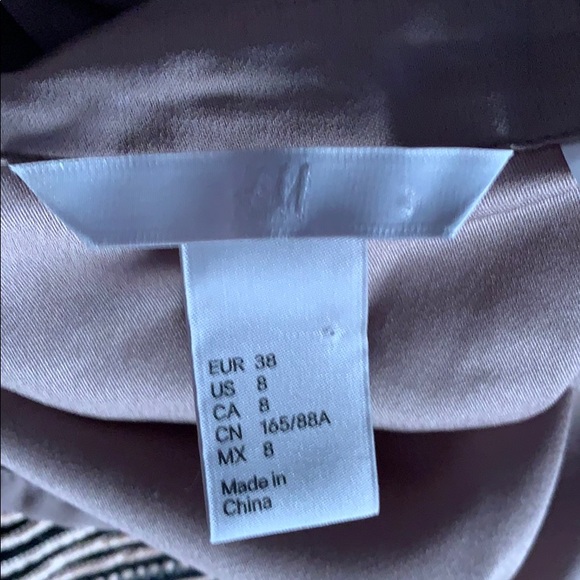 EUR 38
US 8
CA 8
CN 165/88A
MX 8
Made in
China